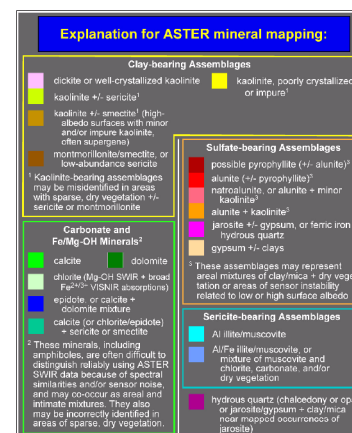 Explanation for ASTER mineral mapping:
Clay-bearing Assemblages
dickite or well-crystallized kaolinite
kaolinite, poorly crystallized
or impure¹
kaolinite +/- sericite¹
kaolinite +/- smectite¹ (high-
albedo surfaces with minor
and/or impure kaolinite,
often supergene)
montmorillonite/smectite, or
low-abundance sericite
¹ Kaolinite-bearing assemblages
may be misidentified in areas
with sparse, dry vegetation +/-
sericite or montmorillonite
Carbonate and
Fe/Mg-OH Minerals²
calcite
dolomite
chlorite (Mg-OH SWIR + broad
Fe²⁺/³⁺ VISNIR absorptions)
epidote, or calcite +
dolomite mixture
calcite (or chlorite/epidote)
+ sericite or smectite
² These minerals, including
amphiboles, are often difficult to
distinguish reliably using ASTER
SWIR data because of spectral
similarities and/or sensor noise,
and may co-occur as areal and
intimate mixtures. They also
may be incorrectly identified in
areas of sparse, dry vegetation.
Sulfate-bearing Assemblages
possible pyrophyllite (+/- alunite)³
alunite (+/- pyrophyllite)³
natroalunite, or alunite + minor
kaolinite³
alunite + kaolinite³
jarosite +/- gypsum, or ferric iron
hydrous quartz
gypsum +/- clays
³ These assemblages may represent
areal mixtures of clay/mica + dry vege
tation or areas of sensor instability
related to low or high surface albedo
Sericite-bearing Assemblages
Al illite/muscovite
Al/Fe illite/muscovite, or
mixture of muscovite and
chlorite, carbonate, and/or
dry vegetation
hydrous quartz (chalcedony or op
or jarosite/gypsum + clay/mica
near mapped occurrences of
jarosite)